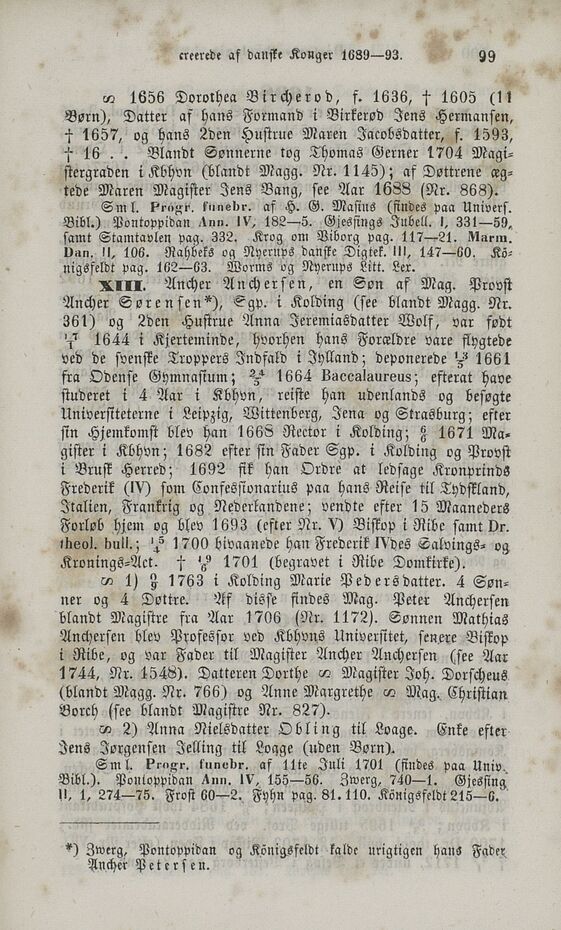 creerede af danske Konger 1689—93. 99
∞ 1656 Dorothea Bircherod, f. 1636, † 1605 (11
Børn), Datter af hans Formand i Birkerød Jens Hermansen,
† 1657, og hans 2den Hustrue Maren Jacobsdatter, f. 1593,
† 16 . . Blandt Sønnerne tog Thomas Gerner 1704 Magi-
stergraden i Kbhvn (blandt Magg. Nr. 1145); af Døttrene æg-
tede Maren Magister Jens Bang, see Aar 1688 (Nr. 868).
Sml. Progr. funebr. af H. G. Masius (findes paa Univers.
Bibl.) Pontoppidan Ann. IV, 182—5. Giessings Jubell. I, 331—59,
samt Stamtavlen pag. 332. Krog om Viborg pag. 117—21. Marm.
Dan. II, 106. Rahbeks og Nyerups danske Digtek. III, 147—60. Kö-
nigsfeldt pag. 162—63. Worms og Nyerups Litt. Lex.
XIII. Ancher Anchersen, en Søn af Mag. Provst
Ancher Sørensen*), Sgp. i Kolding (see blandt Magg. Nr.
361) og 2den Hustrue Anna Jeremiasdatter Wolf, var født
1644 i Kjerteminde, hvorhen hans Forældre vare flygtede
ved de svenske Troppers Indfald i Jylland; deponerede 1661
fra Odense Gymnasium; 24/5 1664 Baccalaureus; efterat have
studeret i 4 Aar i Kbhvn, reiste han udenlands og besøgte
Universiteterne i Leipzig, Wittenberg, Jena og Strasburg; efter
sin Hjemkomst blev han 1668 Rector i Kolding; 1671 Ma-
gister i Kbhvn; 1682 efter sin Fader Sgp. i Kolding og Provst
i Brusk Herred; 1692 fik han Ordre at ledsage Kronprinds
Frederik (IV) som Confessionarius paa hans Reise til Tydskland,
Italien, Frankrig og Nederlandene; vendte efter 15 Maaneders
Forløb hjem og blev 1693 (efter Nr. V) Biskop i Ribe samt Dr.
theol. bull.; 15/4 1700 bivaanede han Frederik IVdes Salvings- og
Kronings-Act. † 1701 (begravet i Ribe Domkirke).
∞ 1) 1763 i Kolding Marie Pedersdatter. 4 Søn-
ner og 4 Døttre. Af disse findes Mag. Peter Anchersen
blandt Magistre fra Aar 1706 (Nr. 1172). Sønnen Mathias
Anchersen blev Professor ved Kbhvns Universitet, senere Biskop
i Ribe, og var Fader til Magister Ancher Anchersen (see Aar
1744, Nr. 1548). Datteren Dorthe ∞ Magister Joh. Dorscheus
(blandt Magg. Nr. 766) og Anne Margrethe ∞ Mag. Christian
Borch (see blandt Magistre Nr. 827).
∞ 2) Anna Nielsdatter Obling til Loage. Enke efter
Jens Jørgensen Jelling til Loage (uden Børn).
Sml. Progr. funebr. af 11te Juli 1701 (findes paa Univ.
Bibl.). Pontoppidan Ann. IV, 155—56. Zwerg, 740—1. Giessing
II, 1, 274—75. Frost 60—2. Fyhn pag. 81. 110. Königsfeldt 215—6.
*) Zwerg, Pontoppidan og Königsfeldt kalde urigtigen hans Fader
Ancher Petersen.